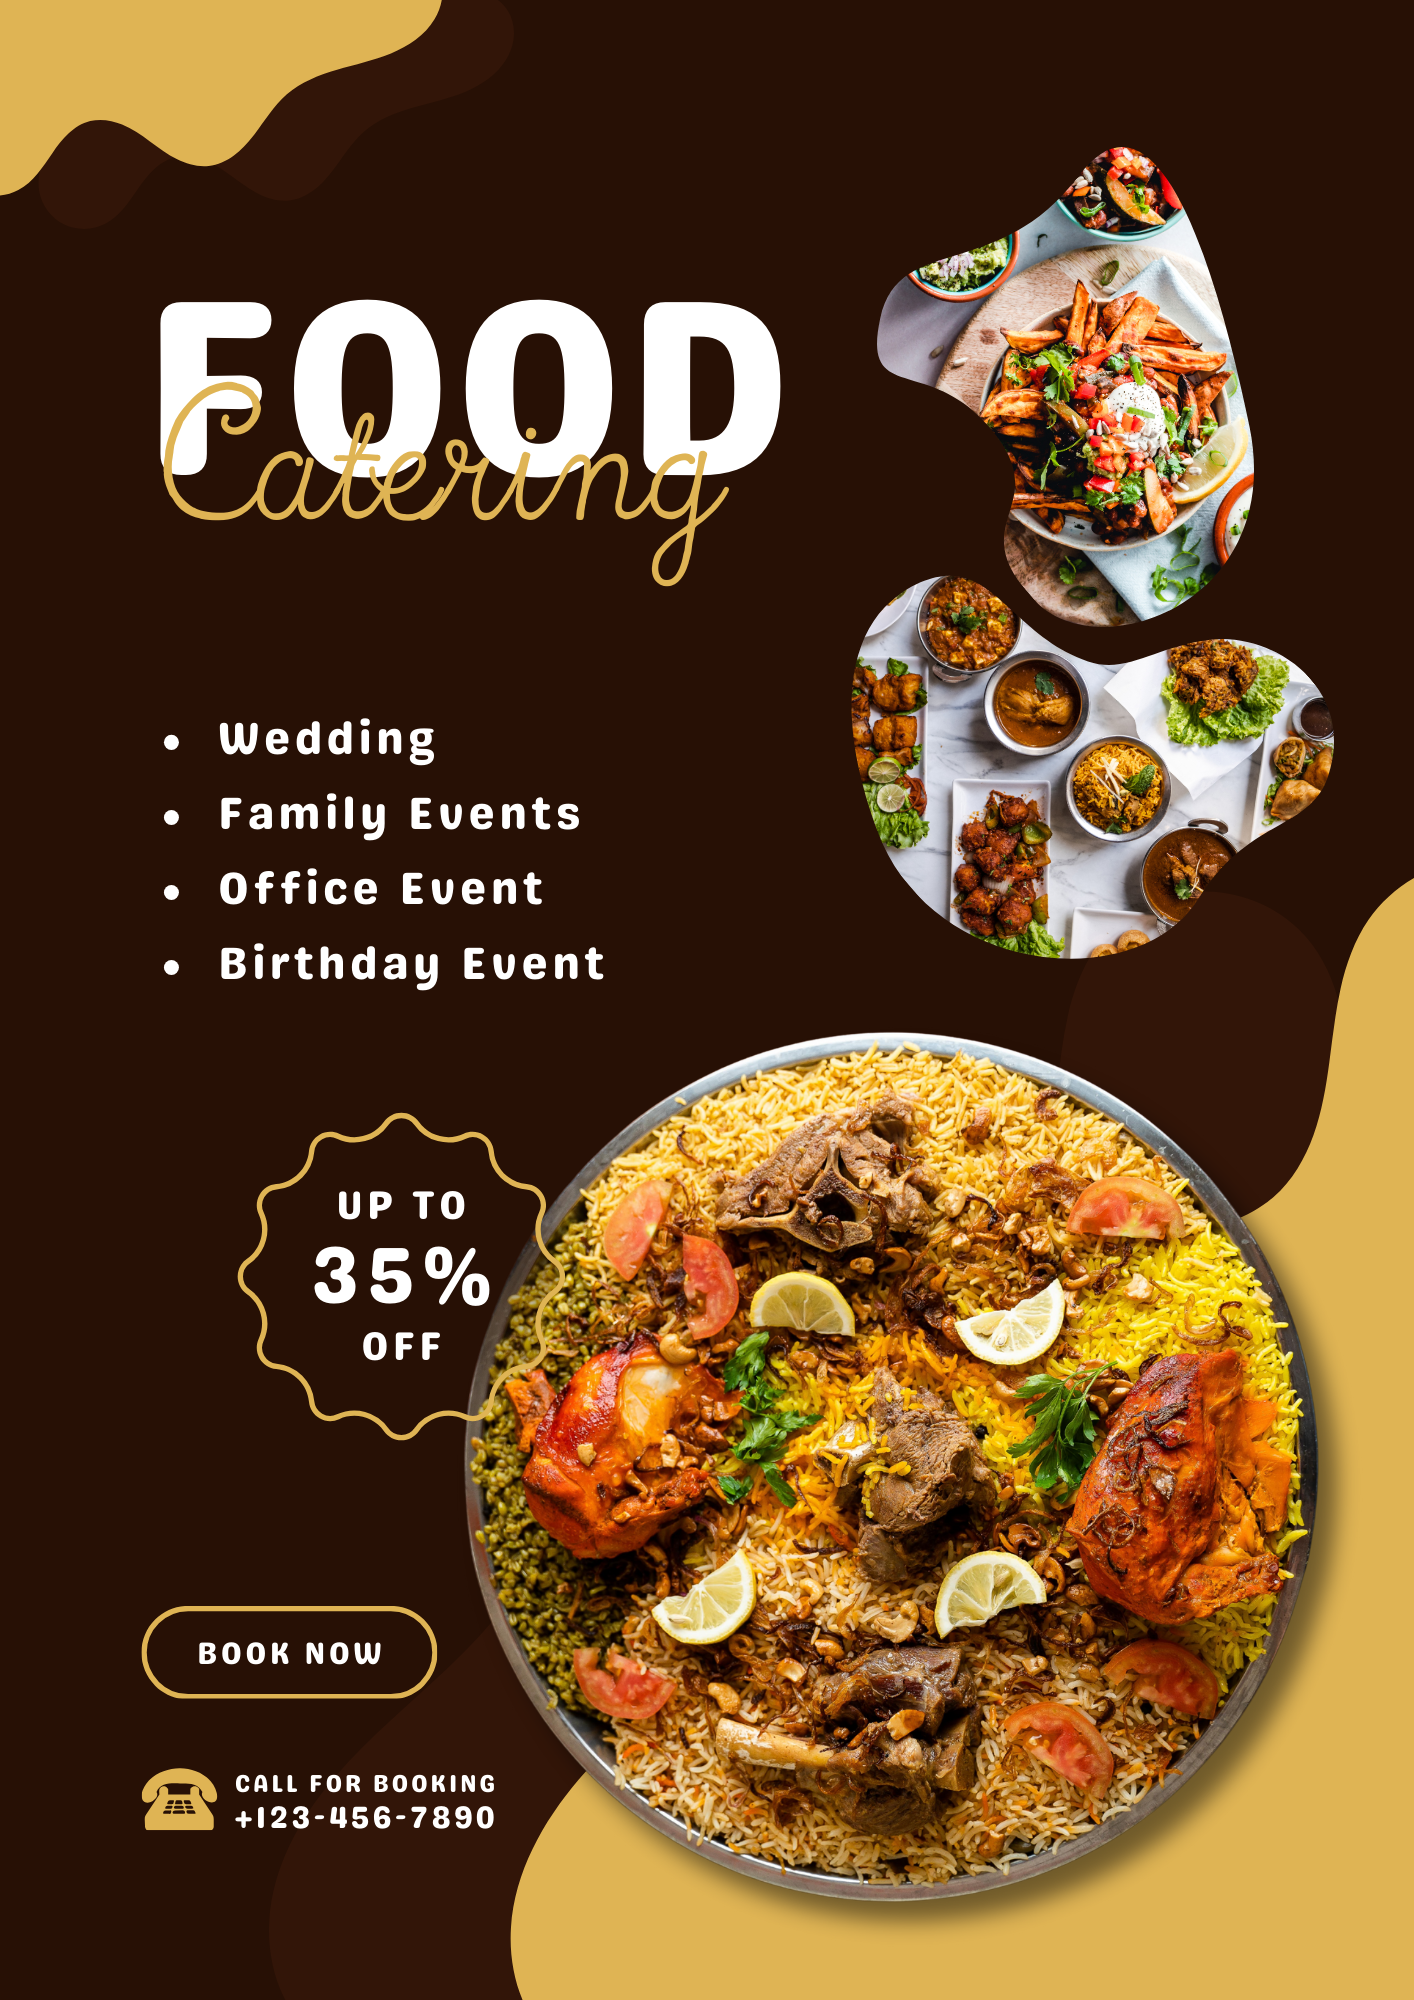 FOOD
Catering
• Wedding
• Family Events
• Office Event
• Birthday Event
UP TO
35%
OFF
BOOK NOW
CALL FOR BOOKING
+123-456-7890